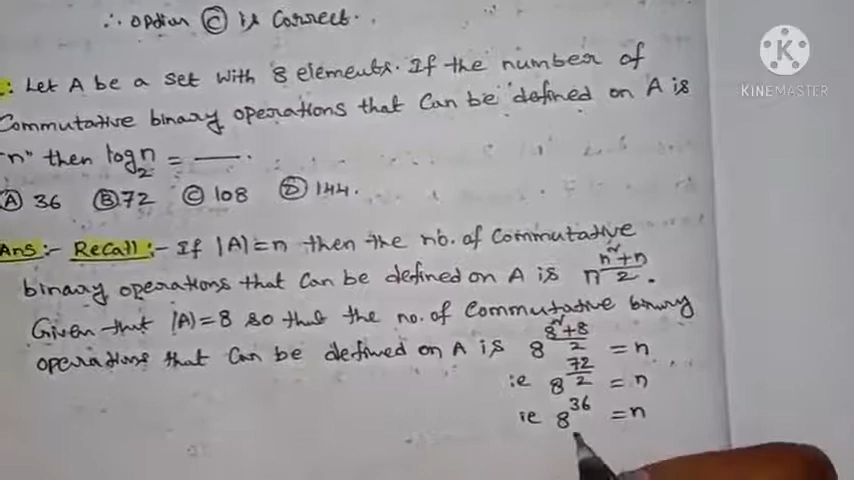 ∴ option Ⓒ is correct.
KINEMASTER
: Let A be a set with 8 elements. If the number of
Commutative binary operations that can be defined on A is
"n" then log₂n = ___.
Ⓐ 36 Ⓑ 72 Ⓒ 108 Ⓓ 144.
Ans:- Recall:- If |A|=n then the no. of commutative
binary operations that can be defined on A is n^((n²+n)/2).
Given that |A|=8 so that the no. of commutative binary
operations that can be defined on A is 8^((8²+8)/2) = n
ie 8^(72/2) = n
ie 8^36 = n